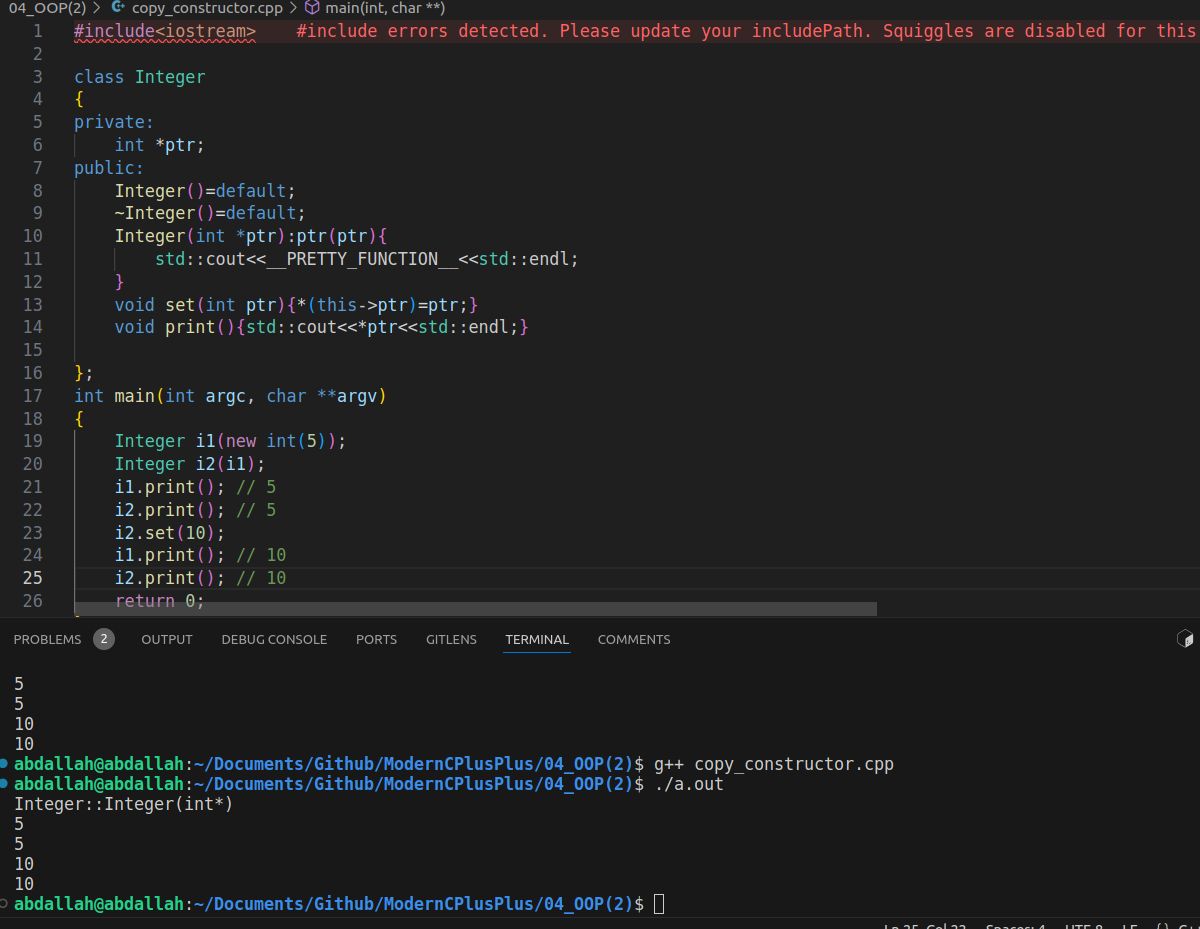 04_OOP(2) > copy_constructor.cpp > main(int, char **)
1 #include<iostream> #include errors detected. Please update your includePath. Squiggles are disabled for this
2
3 class Integer
4 {
5 private:
6     int *ptr;
7 public:
8     Integer()=default;
9     ~Integer()=default;
10     Integer(int *ptr):ptr(ptr){
11         std::cout<<__PRETTY_FUNCTION__<<std::endl;
12     }
13     void set(int ptr){*(this->ptr)=ptr;}
14     void print(){std::cout<<*ptr<<std::endl;}
15
16 };
17 int main(int argc, char **argv)
18 {
19     Integer i1(new int(5));
20     Integer i2(i1);
21     i1.print(); // 5
22     i2.print(); // 5
23     i2.set(10);
24     i1.print(); // 10
25     i2.print(); // 10
26     return 0;
PROBLEMS 2 OUTPUT DEBUG CONSOLE PORTS GITLENS TERMINAL COMMENTS
5
5
10
10
abdallah@abdallah:~/Documents/Github/ModernCPlusPlus/04_OOP(2)$ g++ copy_constructor.cpp
abdallah@abdallah:~/Documents/Github/ModernCPlusPlus/04_OOP(2)$ ./a.out
Integer::Integer(int*)
5
5
10
10
abdallah@abdallah:~/Documents/Github/ModernCPlusPlus/04_OOP(2)$